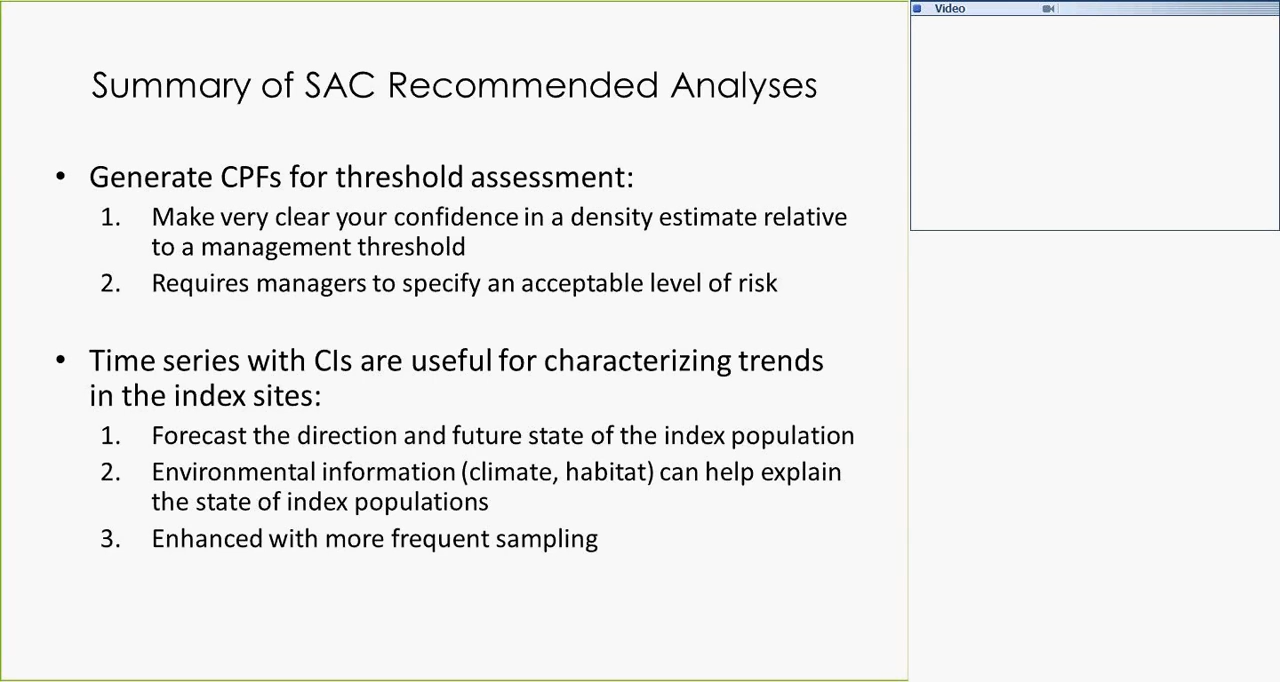 Video
Summary of SAC Recommended Analyses
• Generate CPFs for threshold assessment:
1. Make very clear your confidence in a density estimate relative
to a management threshold
2. Requires managers to specify an acceptable level of risk
• Time series with CIs are useful for characterizing trends
in the index sites:
1. Forecast the direction and future state of the index population
2. Environmental information (climate, habitat) can help explain
the state of index populations
3. Enhanced with more frequent sampling